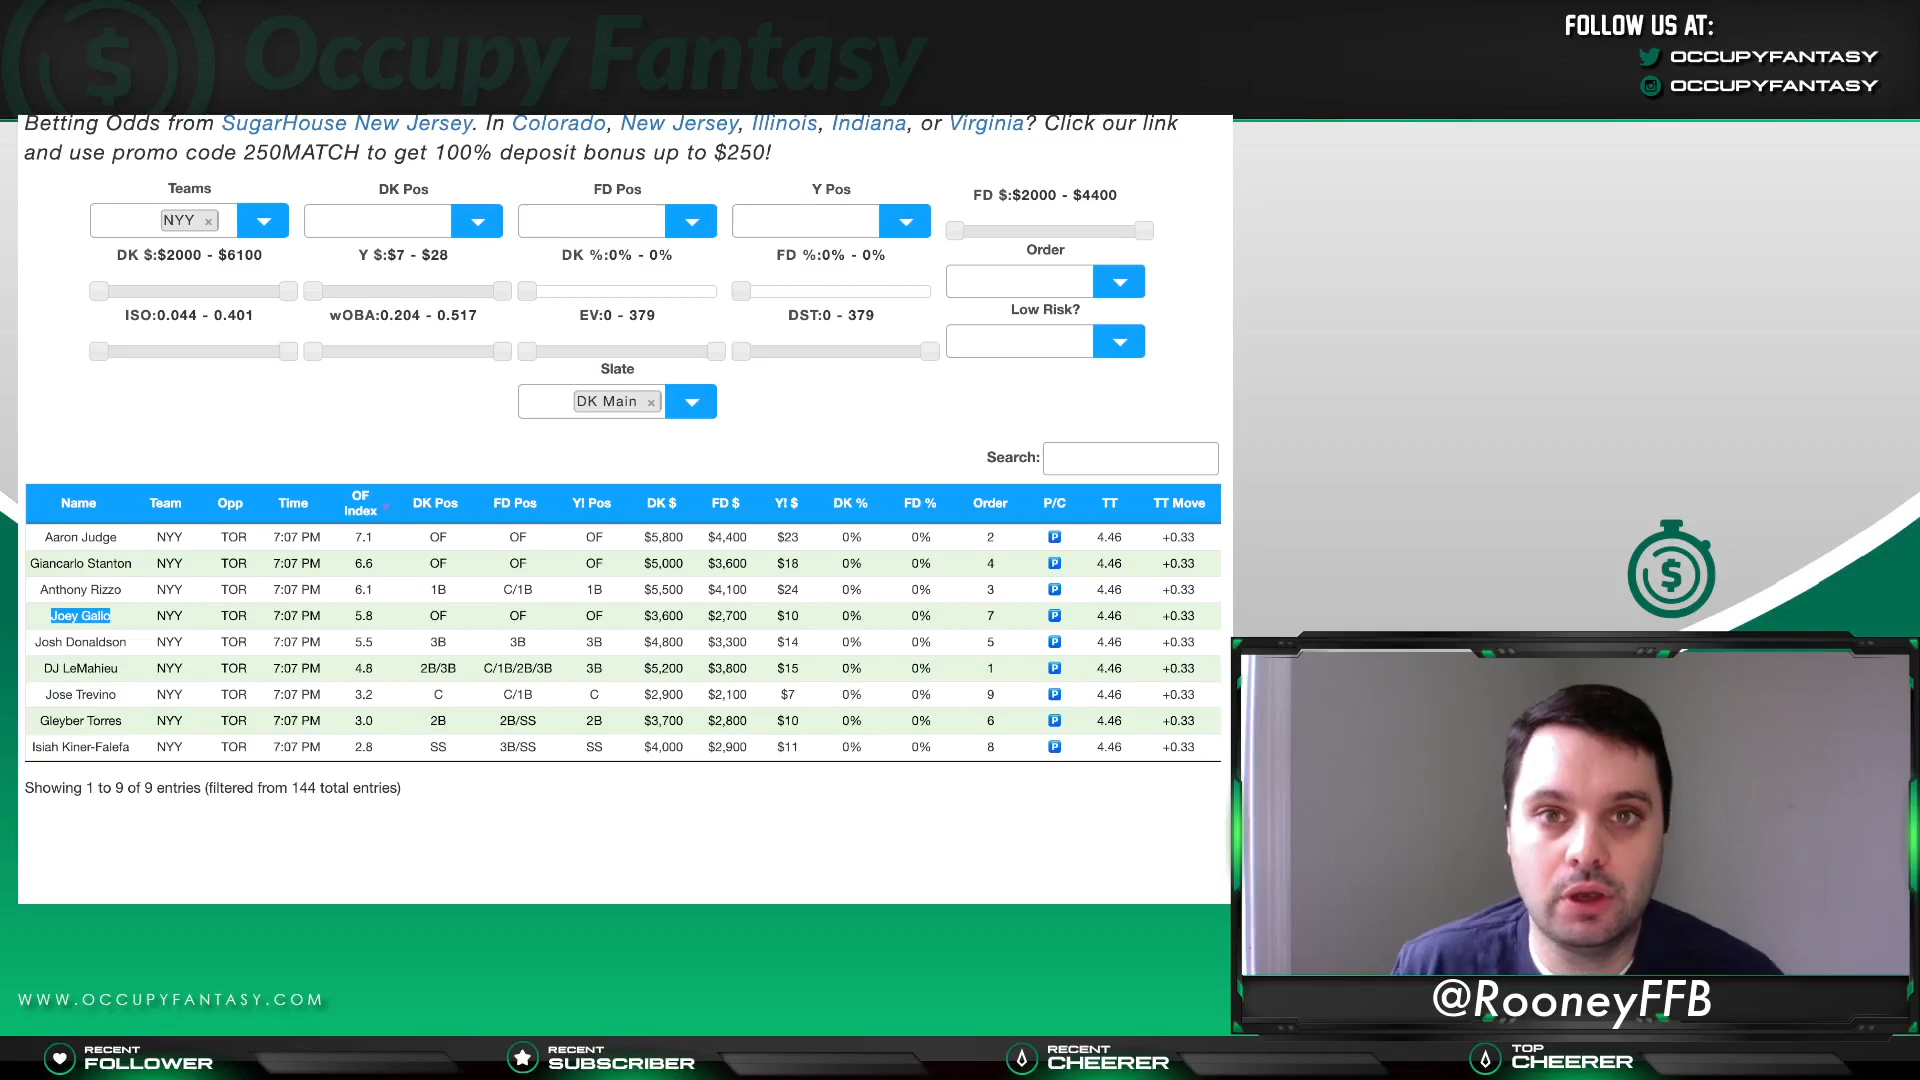 Occupy Fantasy
FOLLOW US AT:
OCCUPYFANTASY
OCCUPYFANTASY
Betting Odds from SugarHouse New Jersey. In Colorado, New Jersey, Illinois, Indiana, or Virginia? Click our link
and use promo code 250MATCH to get 100% deposit bonus up to $250!
Teams DK Pos FD Pos Y Pos FD $:$2000 - $4400
NYY ×
DK $:$2000 - $6100 Y $:$7 - $28 DK %:0% - 0% FD %:0% - 0% Order
ISO:0.044 - 0.401 wOBA:0.204 - 0.517 EV:0 - 379 DST:0 - 379 Low Risk?
Slate
DK Main ×
Search:
Name Team Opp Time OF Index DK Pos FD Pos Y! Pos DK $ FD $ Y! $ DK % FD % Order P/C TT TT Move
Aaron Judge NYY TOR 7:07 PM 7.1 OF OF OF $5,800 $4,400 $23 0% 0% 2 P 4.46 +0.33
Giancarlo Stanton NYY TOR 7:07 PM 6.6 OF OF OF $5,000 $3,600 $18 0% 0% 4 P 4.46 +0.33
Anthony Rizzo NYY TOR 7:07 PM 6.1 1B C/1B 1B $5,500 $4,100 $24 0% 0% 3 P 4.46 +0.33
Joey Gallo NYY TOR 7:07 PM 5.8 OF OF OF $3,600 $2,700 $10 0% 0% 7 P 4.46 +0.33
Josh Donaldson NYY TOR 7:07 PM 5.5 3B 3B 3B $4,800 $3,300 $14 0% 0% 5 P 4.46 +0.33
DJ LeMahieu NYY TOR 7:07 PM 4.8 2B/3B C/1B/2B/3B 3B $5,200 $3,800 $15 0% 0% 1 P 4.46 +0.33
Jose Trevino NYY TOR 7:07 PM 3.2 C C/1B C $2,900 $2,100 $7 0% 0% 9 P 4.46 +0.33
Gleyber Torres NYY TOR 7:07 PM 3.0 2B 2B/SS 2B $3,700 $2,800 $10 0% 0% 6 P 4.46 +0.33
Isiah Kiner-Falefa NYY TOR 7:07 PM 2.8 SS 3B/SS SS $4,000 $2,900 $11 0% 0% 8 P 4.46 +0.33
Showing 1 to 9 of 9 entries (filtered from 144 total entries)
WWW.OCCUPYFANTASY.COM
@RooneyFFB
RECENT FOLLOWER
RECENT SUBSCRIBER
RECENT CHEERER
TOP CHEERER